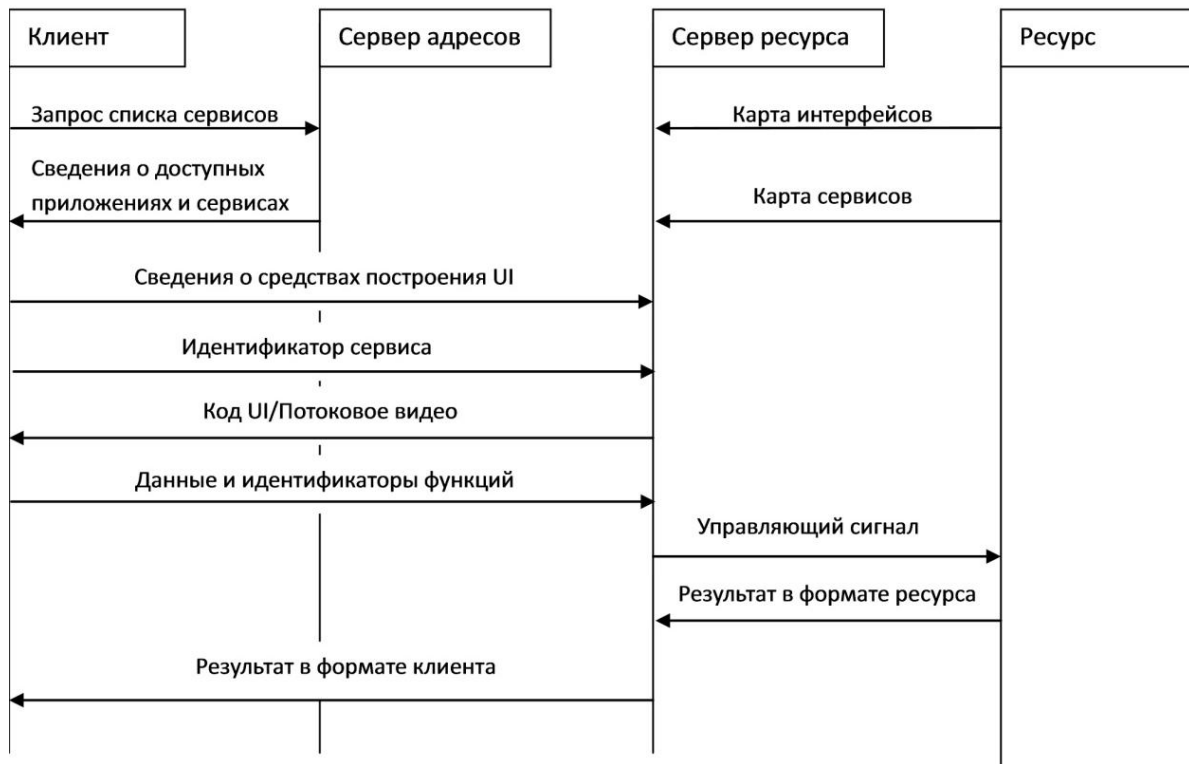 Клиент
Сервер адресов
Сервер ресурса
Ресурс
Запрос списка сервисов
Карта интерфейсов
Сведения о доступных
приложениях и сервисах
Карта сервисов
Сведения о средствах построения UI
Идентификатор сервиса
Код UI/Потоковое видео
Данные и идентификаторы функций
Управляющий сигнал
Результат в формате ресурса
Результат в формате клиента